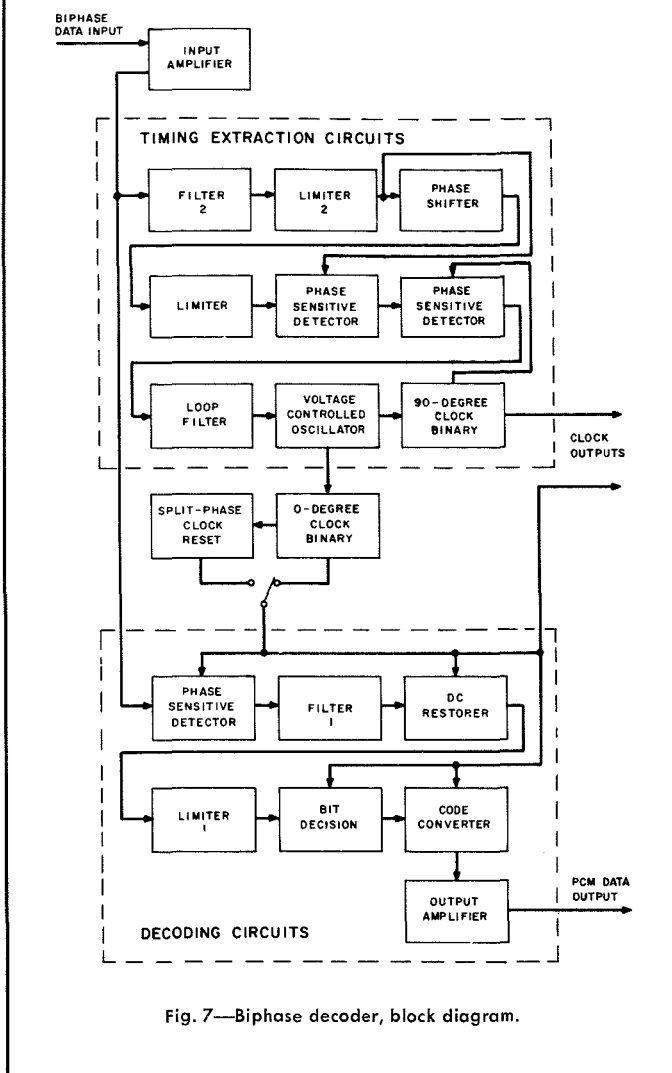 BIPHASE
DATA INPUT
INPUT
AMPLIFIER
TIMING EXTRACTION CIRCUITS
FILTER
2
LIMITER
2
PHASE
SHIFTER
LIMITER
PHASE
SENSITIVE
DETECTOR
PHASE
SENSITIVE
DETECTOR
LOOP
FILTER
VOLTAGE
CONTROLLED
OSCILLATOR
90-DEGREE
CLOCK
BINARY
CLOCK
OUTPUTS
SPLIT-PHASE
CLOCK
RESET
0-DEGREE
CLOCK
BINARY
PHASE
SENSITIVE
DETECTOR
FILTER
1
DC
RESTORER
LIMITER
1
BIT
DECISION
CODE
CONVERTER
OUTPUT
AMPLIFIER
PCM DATA
OUTPUT
DECODING CIRCUITS
Fig. 7—Biphase decoder, block diagram.